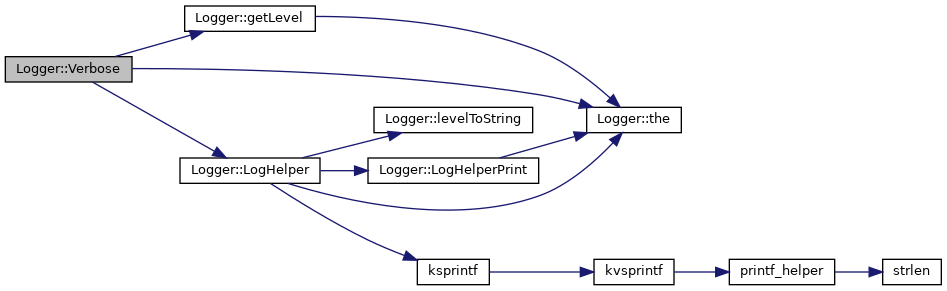 Logger::getLevel
Logger::Verbose
Logger::the
Logger::levelToString
Logger::LogHelper
Logger::LogHelperPrint
ksprintf
kvsprintf
printf_helper
strlen